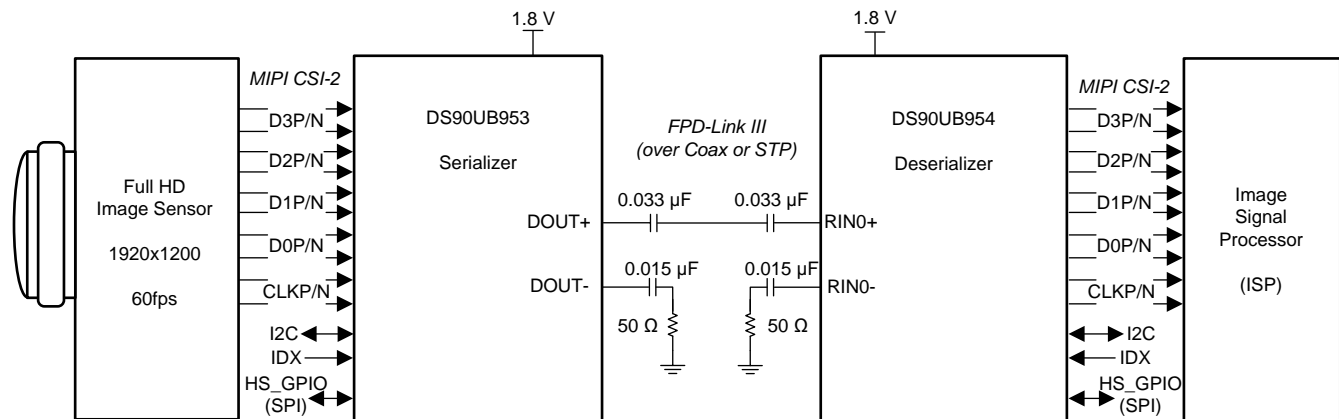 1.8 V
1.8 V
MIPI CSI-2
D3P/N
D2P/N
D1P/N
D0P/N
CLKP/N
I2C
IDX
HS_GPIO
(SPI)
Full HD
Image Sensor
1920x1200
60fps
DS90UB953
Serializer
DOUT+
DOUT-
FPD-Link III
(over Coax or STP)
0.033 µF
0.033 µF
0.015 µF
0.015 µF
50 Ω
50 Ω
DS90UB954
Deserializer
RIN0+
RIN0-
MIPI CSI-2
D3P/N
D2P/N
D1P/N
D0P/N
CLKP/N
I2C
IDX
HS_GPIO
(SPI)
Image
Signal
Processor
(ISP)